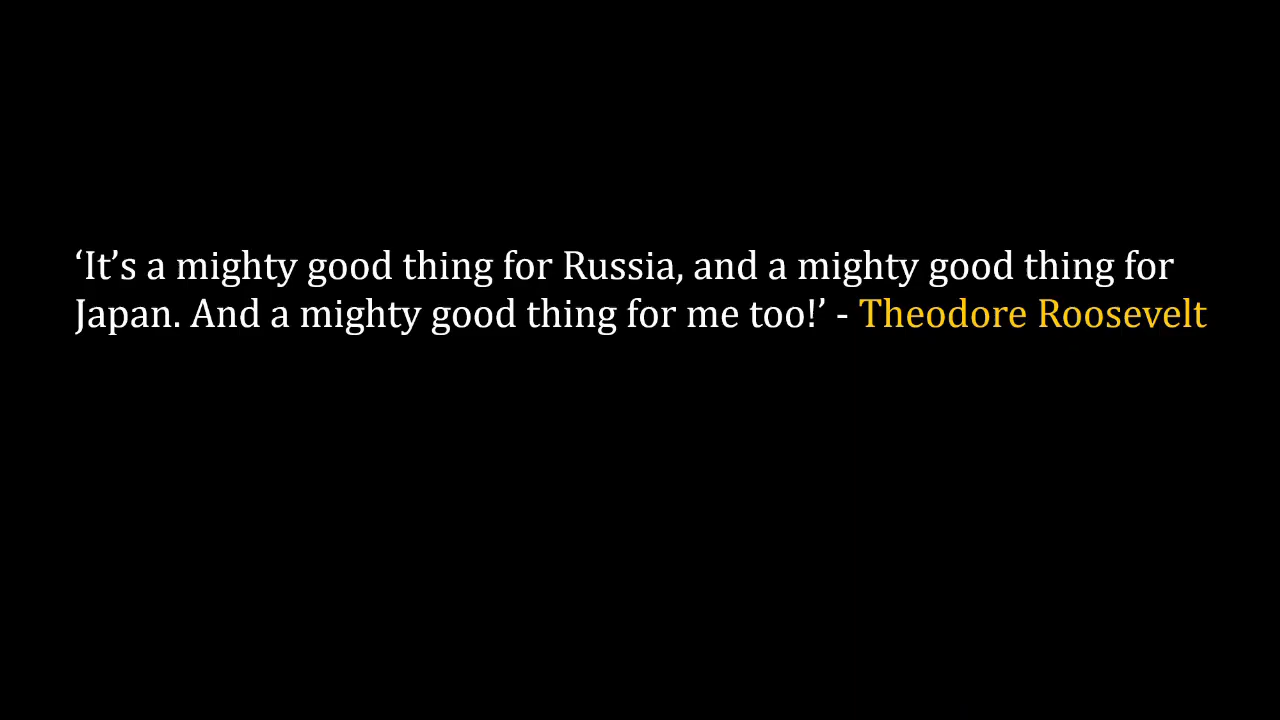 ‘It’s a mighty good thing for Russia, and a mighty good thing for
Japan. And a mighty good thing for me too!’ - Theodore Roosevelt